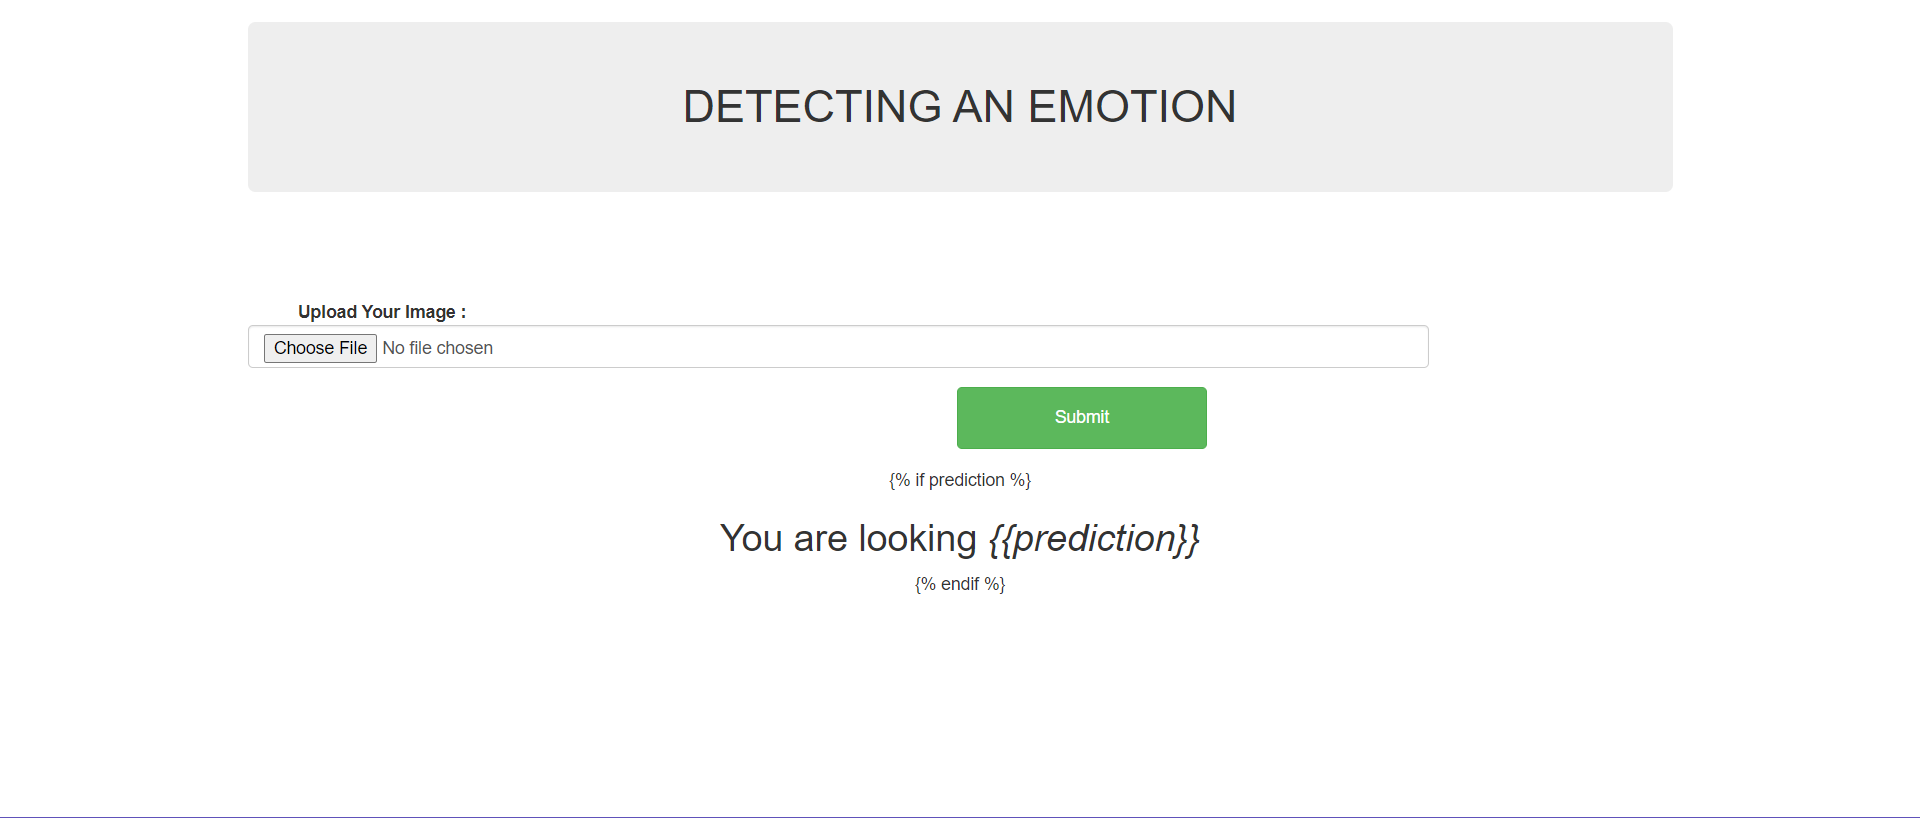 DETECTING AN EMOTION
Upload Your Image :
Choose File No file chosen
Submit
{% if prediction %}
You are looking {{prediction}}
{% endif %}